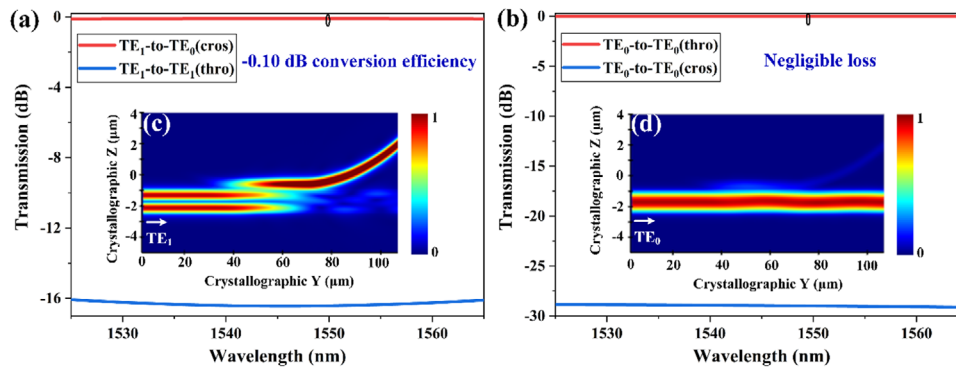 (a)
TE₁-to-TE₀(cros)
TE₁-to-TE₁(thro)
-0.10 dB conversion efficiency
Transmission (dB)
0
-4
-8
-12
-16
1530
1540
1550
1560
Wavelength (nm)
(c)
Crystallographic Z (μm)
4
2
0
-2
-4
TE₁
0
20
40
60
80
100
Crystallographic Y (μm)
1
0
(b)
TE₀-to-TE₀(thro)
TE₀-to-TE₀(cros)
Negligible loss
Transmission (dB)
0
-5
-10
-15
-20
-25
-30
1530
1540
1550
1560
Wavelength (nm)
(d)
Crystallographic Z (μm)
4
2
0
-2
-4
TE₀
0
20
40
60
80
100
Crystallographic Y (μm)
1
0